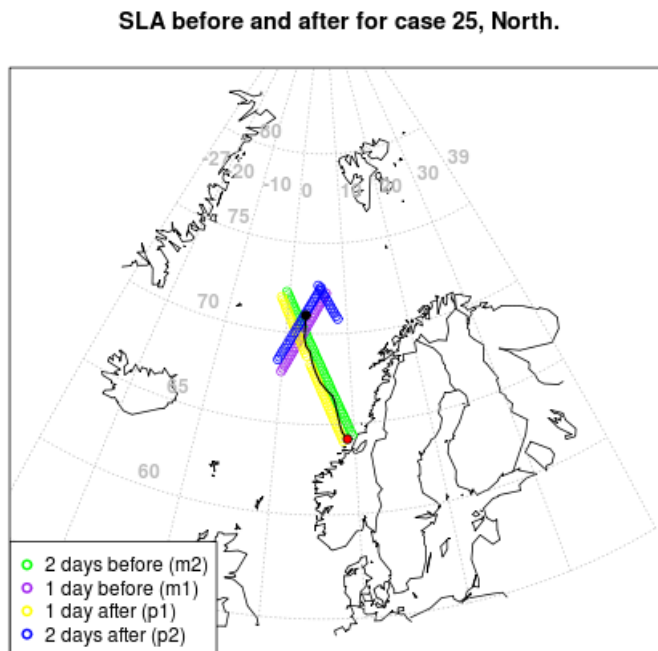 SLA before and after for case 25, North.
80
39
-27
-20
-10
0
10
20
30
75
70
65
60
2 days before (m2)
1 day before (m1)
1 day after (p1)
2 days after (p2)